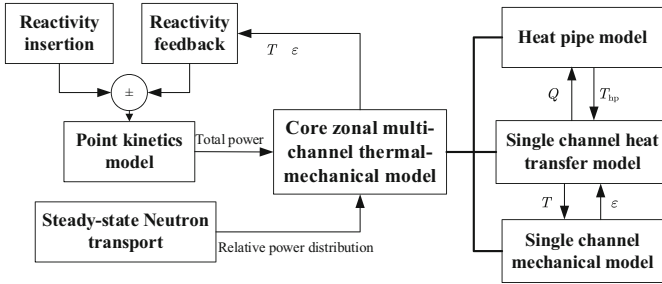 Reactivity
insertion
Reactivity
feedback
±
Point kinetics
model
Total power
Steady-state Neutron
transport
Relative power distribution
T ε
Core zonal multi-
channel thermal-
mechanical model
Heat pipe model
Q
T_hp
Single channel heat
transfer model
T
ε
Single channel
mechanical model